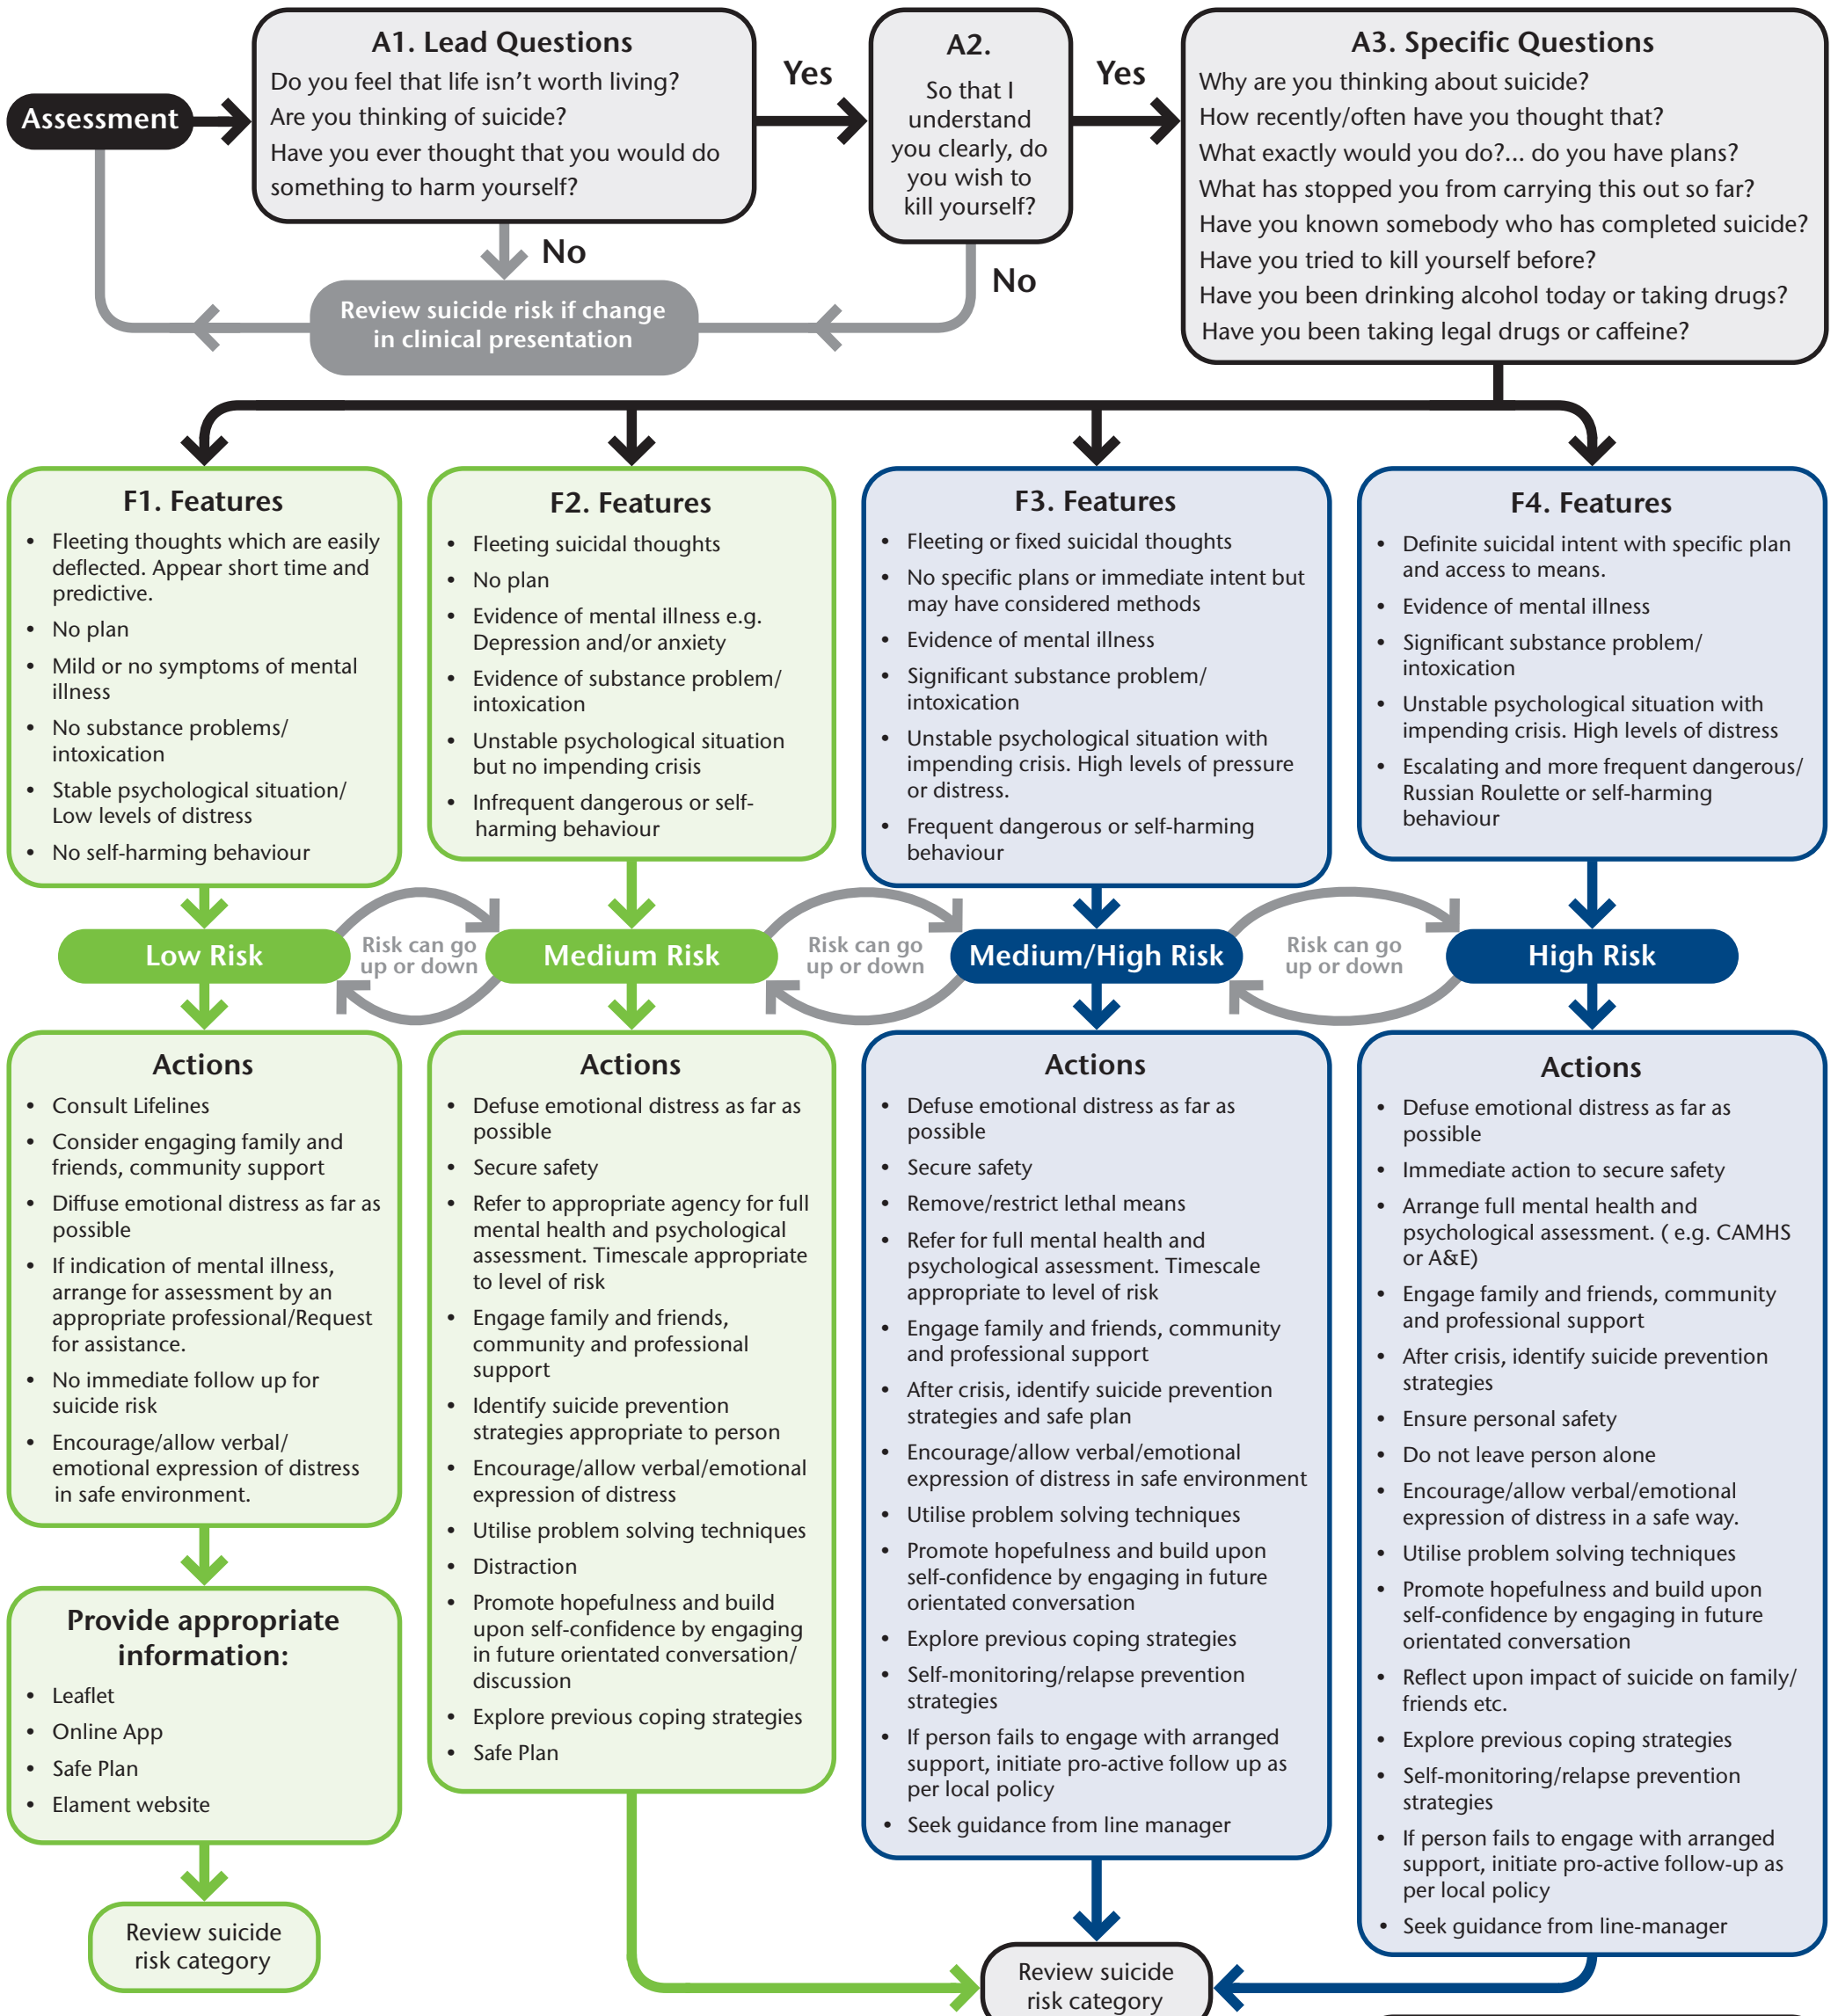 Assessment
A1. Lead Questions
Do you feel that life isn't worth living?
Are you thinking of suicide?
Have you ever thought that you would do
something to harm yourself?
Yes
A2.
So that I
understand
you clearly, do
you wish to
kill yourself?
Yes
A3. Specific Questions
Why are you thinking about suicide?
How recently/often have you thought that?
What exactly would you do?... do you have plans?
What has stopped you from carrying this out so far?
Have you known somebody who has completed suicide?
Have you tried to kill yourself before?
Have you been drinking alcohol today or taking drugs?
Have you been taking legal drugs or caffeine?
No
No
Review suicide risk if change
in clinical presentation
F1. Features
• Fleeting thoughts which are easily
deflected. Appear short time and
predictive.
• No plan
• Mild or no symptoms of mental
illness
• No substance problems/
intoxication
• Stable psychological situation/
Low levels of distress
• No self-harming behaviour
F2. Features
• Fleeting suicidal thoughts
• No plan
• Evidence of mental illness e.g.
Depression and/or anxiety
• Evidence of substance problem/
intoxication
• Unstable psychological situation
but no impending crisis
• Infrequent dangerous or self-
harming behaviour
F3. Features
• Fleeting or fixed suicidal thoughts
• No specific plans or immediate intent but
may have considered methods
• Evidence of mental illness
• Significant substance problem/
intoxication
• Unstable psychological situation with
impending crisis. High levels of pressure
or distress.
• Frequent dangerous or self-harming
behaviour
F4. Features
• Definite suicidal intent with specific plan
and access to means.
• Evidence of mental illness
• Significant substance problem/
intoxication
• Unstable psychological situation with
impending crisis. High levels of distress
• Escalating and more frequent dangerous/
Russian Roulette or self-harming
behaviour
Low Risk
Risk can go
up or down
Medium Risk
Risk can go
up or down
Medium/High Risk
Risk can go
up or down
High Risk
Actions
• Consult Lifelines
• Consider engaging family and
friends, community support
• Diffuse emotional distress as far as
possible
• If indication of mental illness,
arrange for assessment by an
appropriate professional/Request
for assistance.
• No immediate follow up for
suicide risk
• Encourage/allow verbal/
emotional expression of distress
in safe environment.
Provide appropriate
information:
• Leaflet
• Online App
• Safe Plan
• Elament website
Review suicide
risk category
Actions
• Defuse emotional distress as far as
possible
• Secure safety
• Refer to appropriate agency for full
mental health and psychological
assessment. Timescale appropriate
to level of risk
• Engage family and friends,
community and professional
support
• Identify suicide prevention
strategies appropriate to person
• Encourage/allow verbal/emotional
expression of distress
• Utilise problem solving techniques
• Distraction
• Promote hopefulness and build
upon self-confidence by engaging
in future orientated conversation/
discussion
• Explore previous coping strategies
• Safe Plan
Actions
• Defuse emotional distress as far as
possible
• Secure safety
• Remove/restrict lethal means
• Refer for full mental health and
psychological assessment. Timescale
appropriate to level of risk
• Engage family and friends, community
and professional support
• After crisis, identify suicide prevention
strategies and safe plan
• Encourage/allow verbal/emotional
expression of distress in safe environment
• Utilise problem solving techniques
• Promote hopefulness and build upon
self-confidence by engaging in future
orientated conversation
• Explore previous coping strategies
• Self-monitoring/relapse prevention
strategies
• If person fails to engage with arranged
support, initiate pro-active follow up as
per local policy
• Seek guidance from line manager
Actions
• Defuse emotional distress as far as
possible
• Immediate action to secure safety
• Arrange full mental health and
psychological assessment. ( e.g. CAMHS
or A&E)
• Engage family and friends, community
and professional support
• After crisis, identify suicide prevention
strategies
• Ensure personal safety
• Do not leave person alone
• Encourage/allow verbal/emotional
expression of distress in a safe way.
• Utilise problem solving techniques
• Promote hopefulness and build upon
self-confidence by engaging in future
orientated conversation
• Reflect upon impact of suicide on family/
friends etc.
• Explore previous coping strategies
• Self-monitoring/relapse prevention
strategies
• If person fails to engage with arranged
support, initiate pro-active follow-up as
per local policy
• Seek guidance from line-manager
Review suicide
risk category